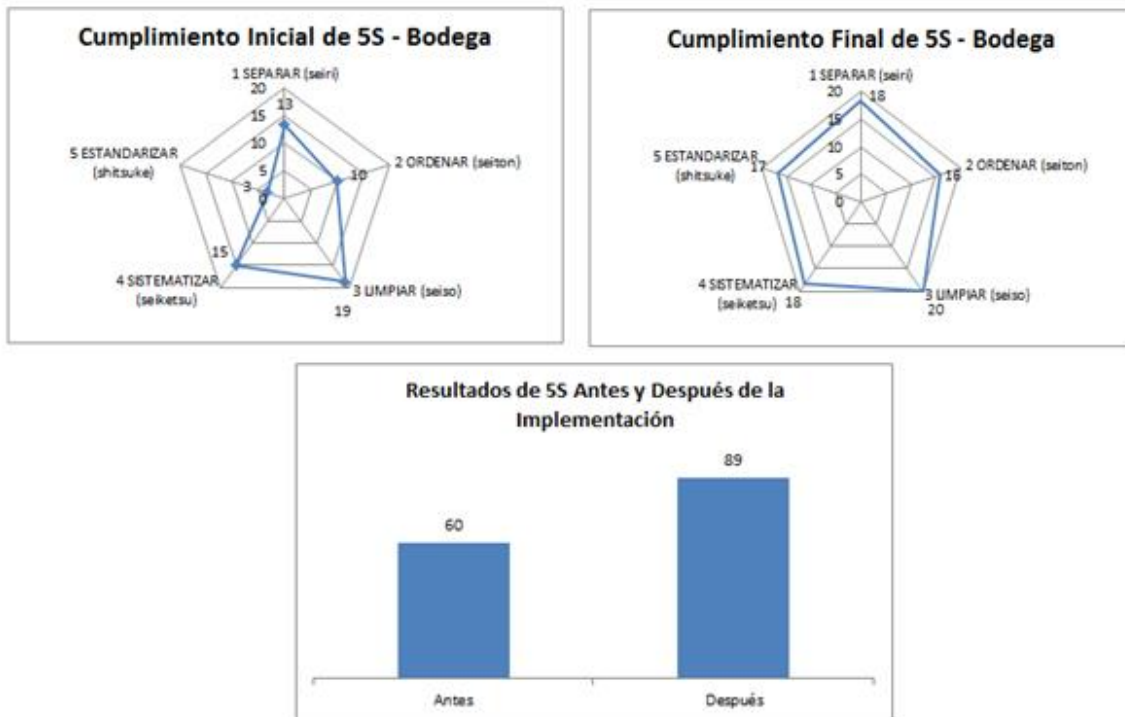 Cumplimiento Inicial de 5S - Bodega
1 SEPARAR (seiri)
20
13
15
10
5
0
5 ESTANDARIZAR
(shitsuke)
3
2 ORDENAR (seiton)
10
15
4 SISTEMATIZAR
(seiketsu)
3 LIMPIAR (seiso)
19
Cumplimiento Final de 5S - Bodega
1 SEPARAR (seiri)
20
18
15
10
5
0
5 ESTANDARIZAR
(shitsuke)
17
2 ORDENAR (seiton)
16
4 SISTEMATIZAR
(seiketsu)
18
3 LIMPIAR (seiso)
20
Resultados de 5S Antes y Después de la
Implementación
60
89
Antes
Después